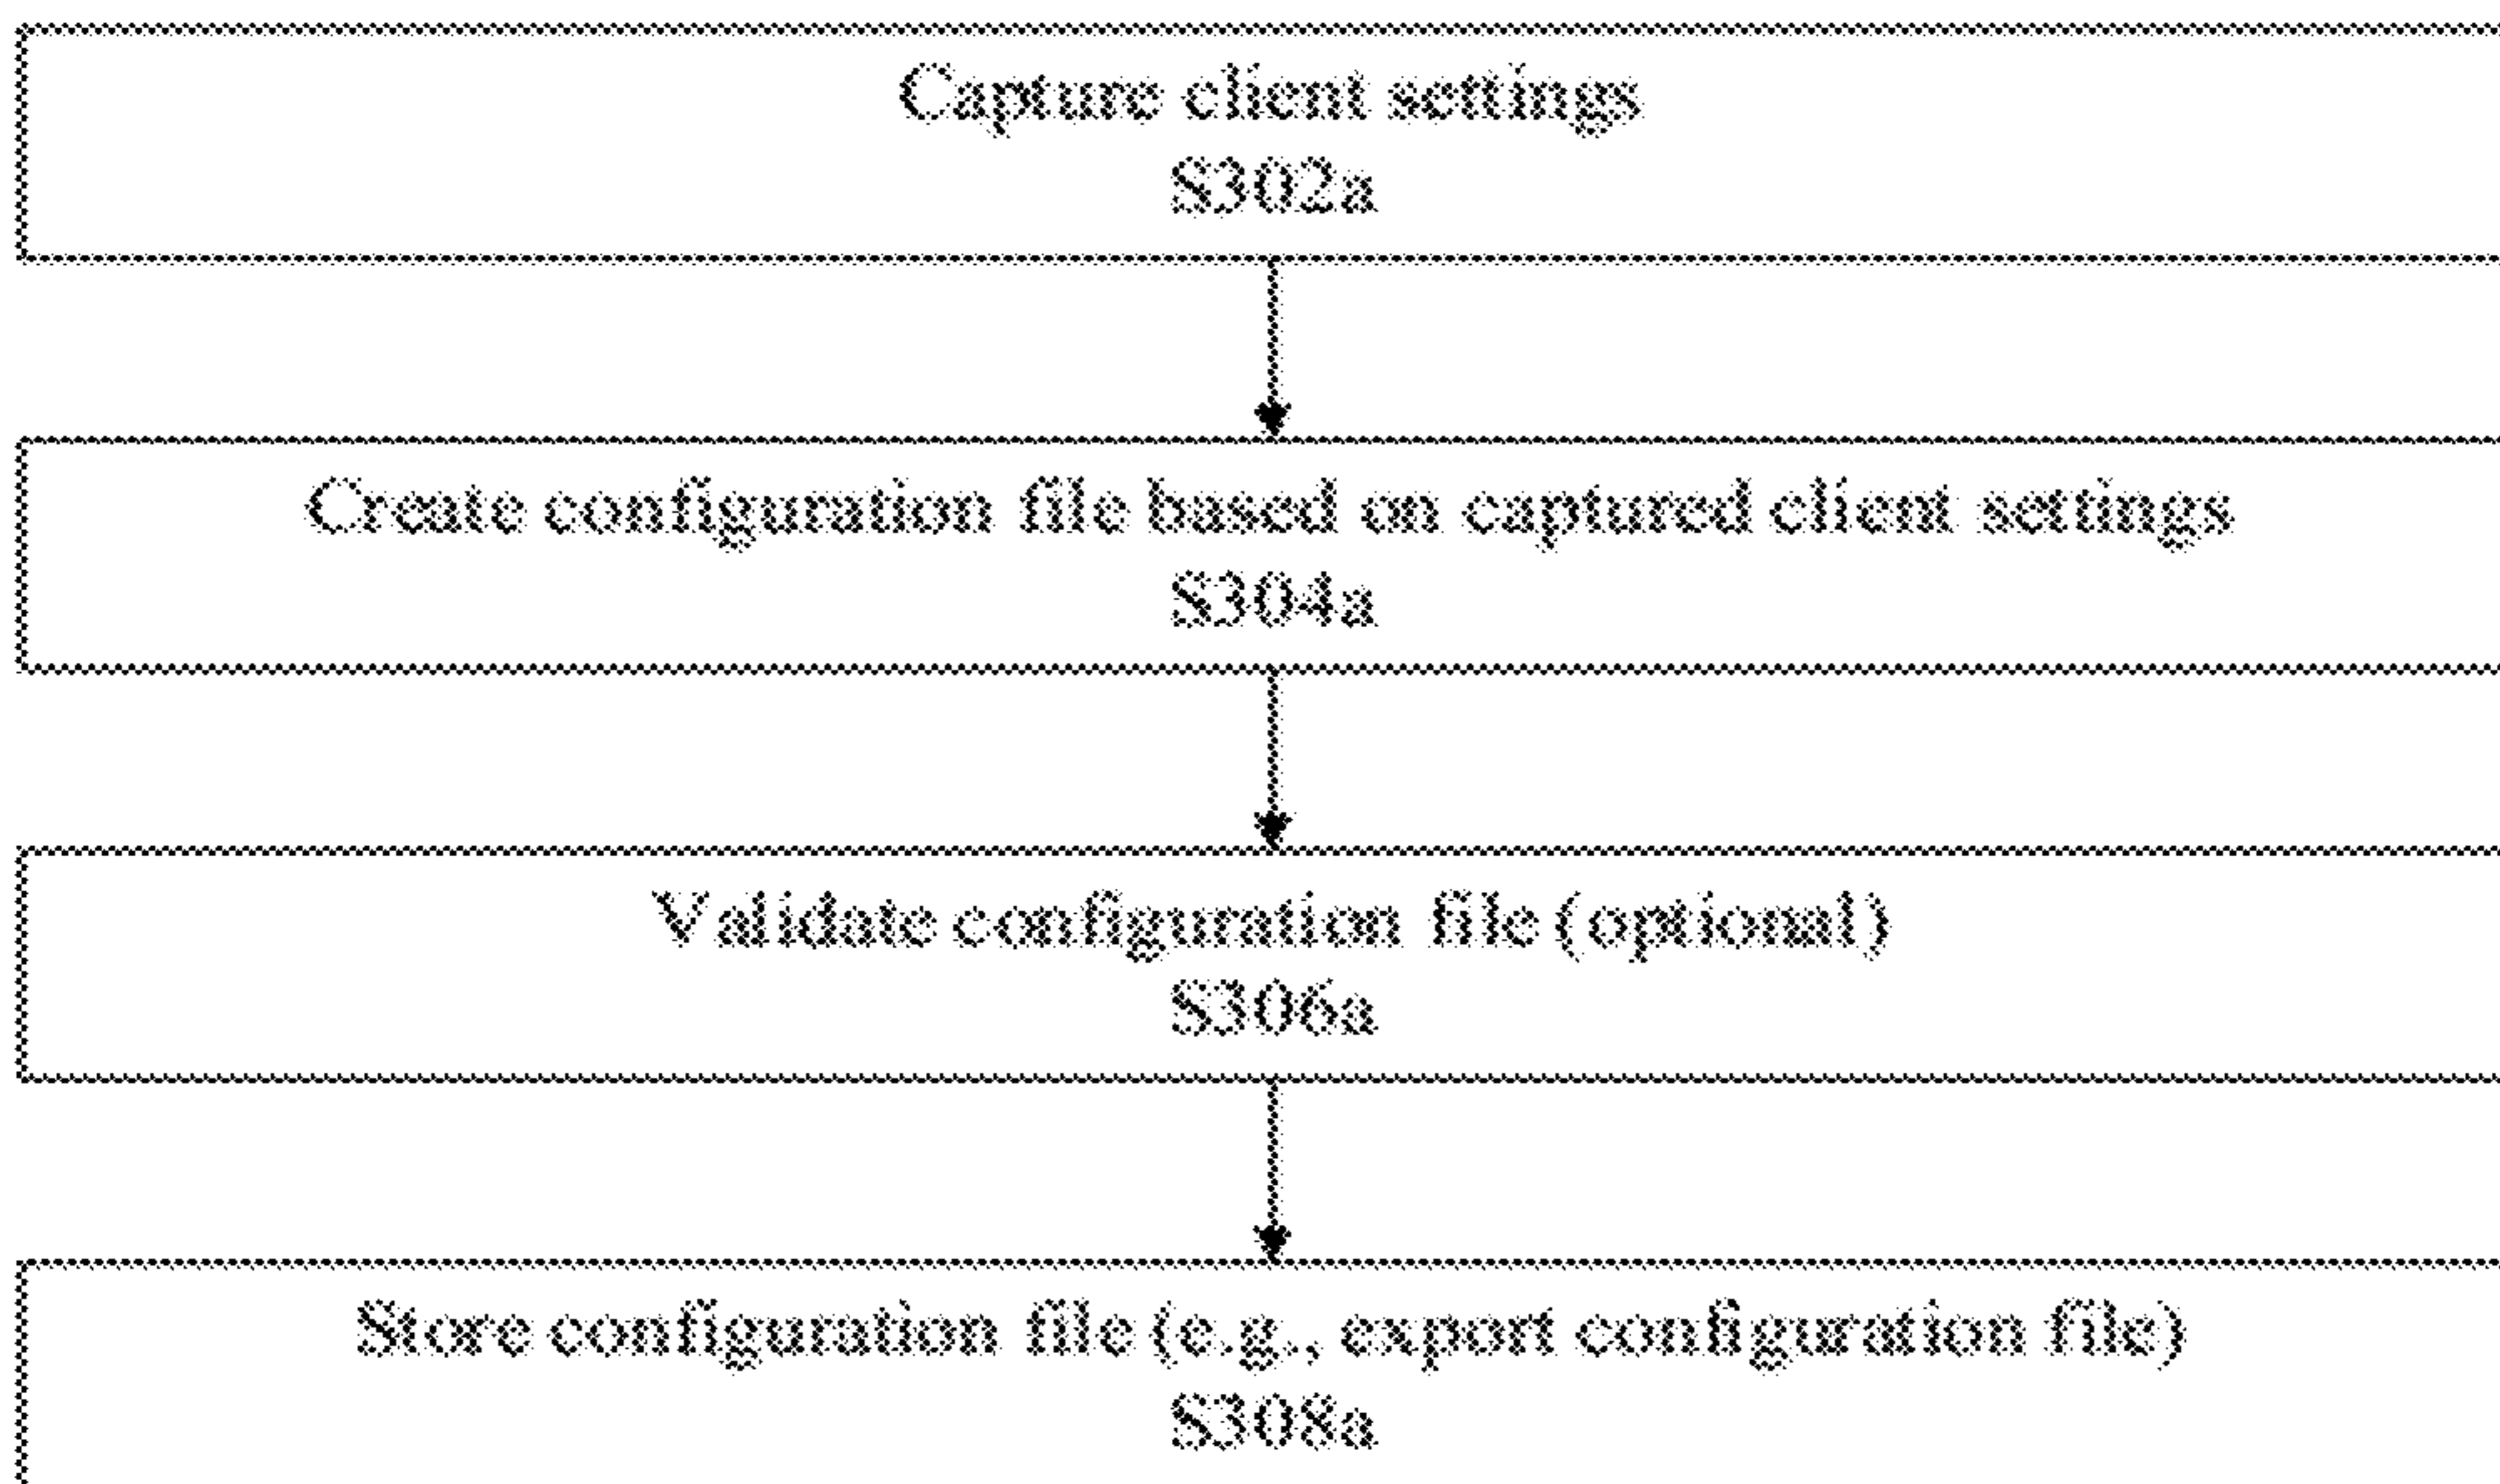 Capture client settings
S302a
Create configuration file based on captured client settings
S304a
Validate configuration file (optional)
S306a
Store configuration file (e.g., export configuration file)
S308a